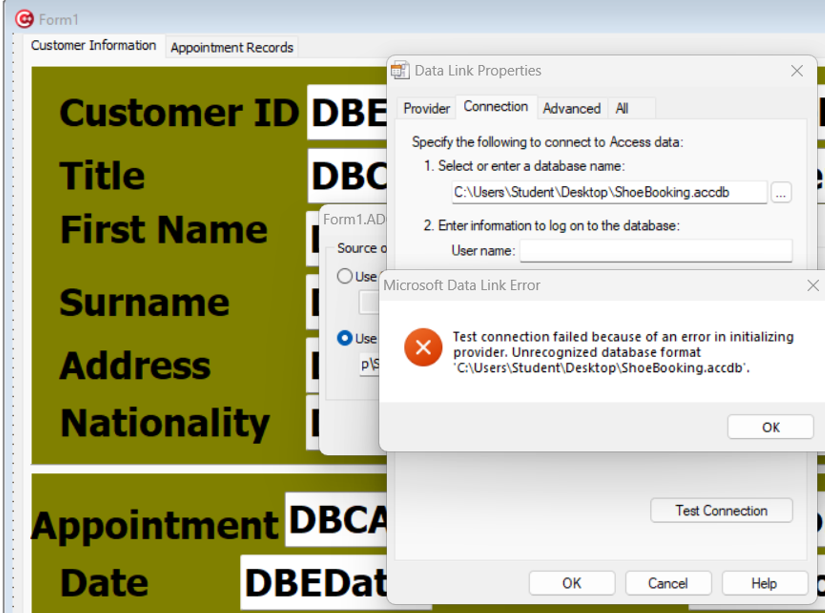 Form1
Customer Information
Appointment Records
Customer ID
DBE
Title
DBC
First Name
Surname
Address
Nationality
Appointment
DBCA
Date
DBEDat
Form1.AD
Source o
Use
Use
p\S
Data Link Properties
Provider
Connection
Advanced
All
Specify the following to connect to Access data:
1. Select or enter a database name:
C:\Users\Student\Desktop\ShoeBooking.accdb
...
2. Enter information to log on to the database:
User name:
Microsoft Data Link Error
Test connection failed because of an error in initializing
provider. Unrecognized database format
'C:\Users\Student\Desktop\ShoeBooking.accdb'.
OK
Test Connection
OK
Cancel
Help